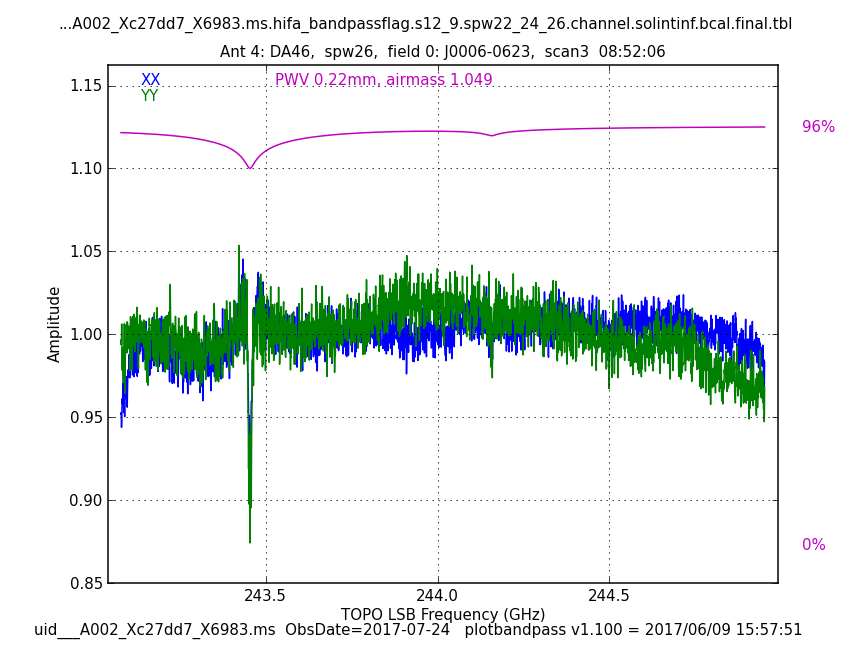 ...A002_Xc27dd7_X6983.ms.hifa_bandpassflag.s12_9.spw22_24_26.channel.solintinf.bcal.final.tbl
Ant 4: DA46,  spw26,  field 0: J0006-0623,  scan3  08:52:06
XX
YY
PWV 0.22mm, airmass 1.049
96%
0%
1.15
1.10
1.05
1.00
0.95
0.90
0.85
Amplitude
243.5
244.0
244.5
TOPO LSB Frequency (GHz)
uid___A002_Xc27dd7_X6983.ms  ObsDate=2017-07-24   plotbandpass v1.100 = 2017/06/09 15:57:51